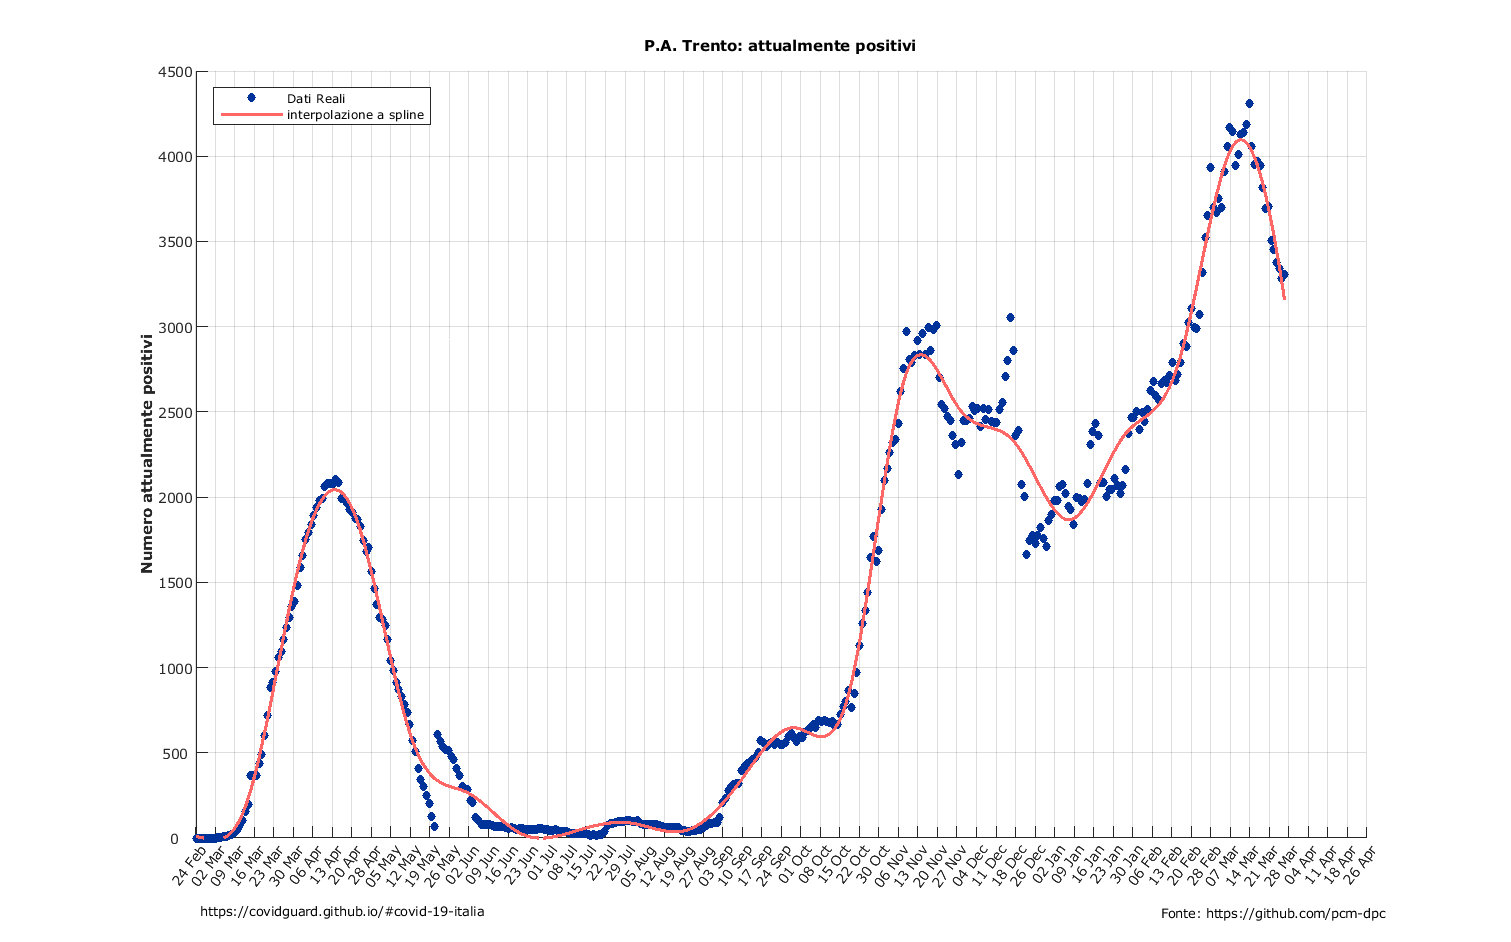 P.A. Trento: attualmente positivi
Dati Reali
interpolazione a spline
Numero attualmente positivi
4500
4000
3500
3000
2500
2000
1500
1000
500
0
24 Feb
02 Mar
09 Mar
16 Mar
23 Mar
30 Mar
06 Apr
13 Apr
20 Apr
28 Apr
05 May
12 May
19 May
26 May
02 Jun
09 Jun
16 Jun
23 Jun
01 Jul
08 Jul
15 Jul
22 Jul
29 Jul
05 Aug
12 Aug
19 Aug
27 Aug
03 Sep
10 Sep
17 Sep
24 Sep
01 Oct
08 Oct
15 Oct
22 Oct
30 Oct
06 Nov
06 Nov
13 Nov
20 Nov
27 Nov
04 Dec
11 Dec
18 Dec
26 Dec
02 Jan
09 Jan
16 Jan
23 Jan
30 Jan
06 Feb
13 Feb
20 Feb
28 Feb
07 Mar
14 Mar
21 Mar
28 Mar
04 Apr
11 Apr
18 Apr
26 Apr
https://covidguard.github.io/#covid-19-italia
Fonte: https://github.com/pcm-dpc